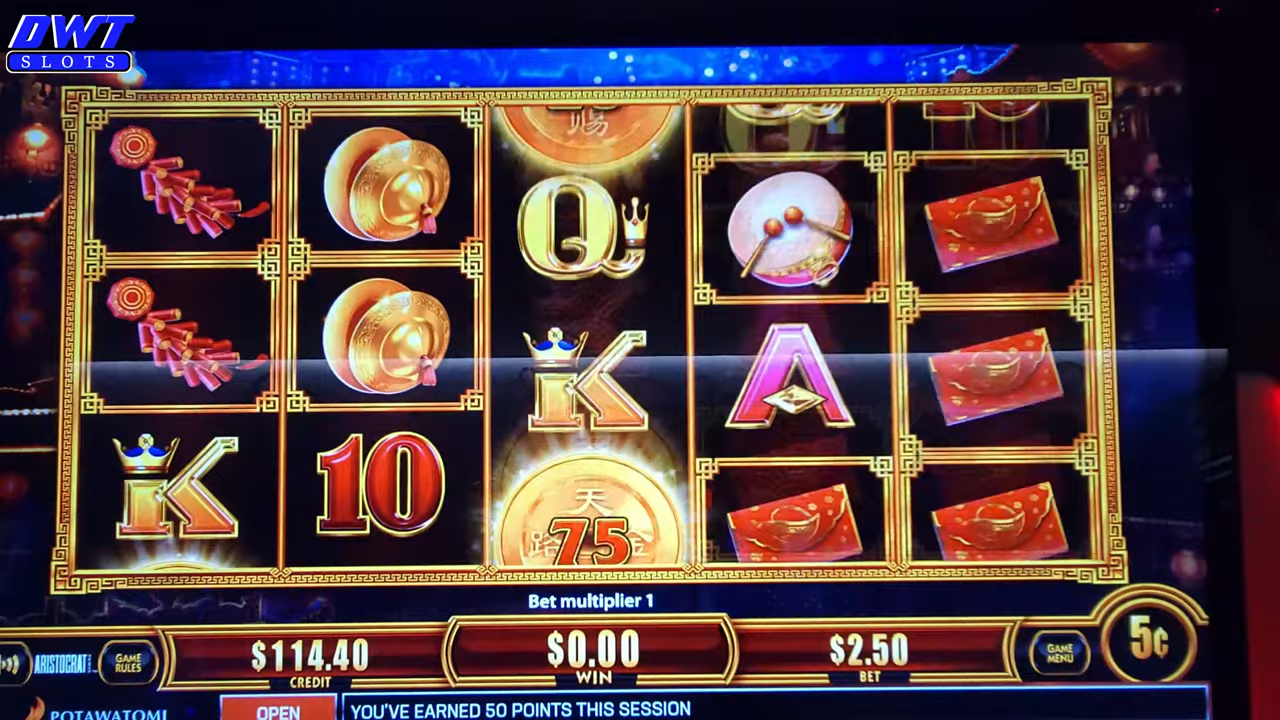 DWT
SLOTS
賜
Q
K
A
K
10
天
75
Bet multiplier 1
ARISTOCRAT
GAME
RULES
$114.40
CREDIT
$0.00
WIN
$2.50
BET
GAME
MENU
5¢
POTAWATOMI
OPEN
YOU'VE EARNED 50 POINTS THIS SESSION